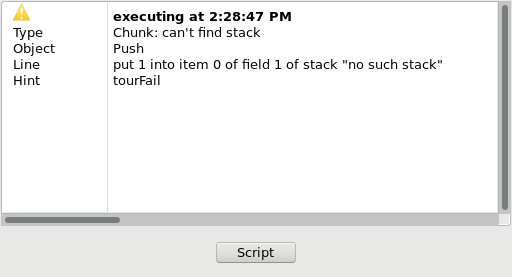 executing at 2:28:47 PM
Type Chunk: can't find stack
Object Push
Line put 1 into item 0 of field 1 of stack "no such stack"
Hint tourFail
Script